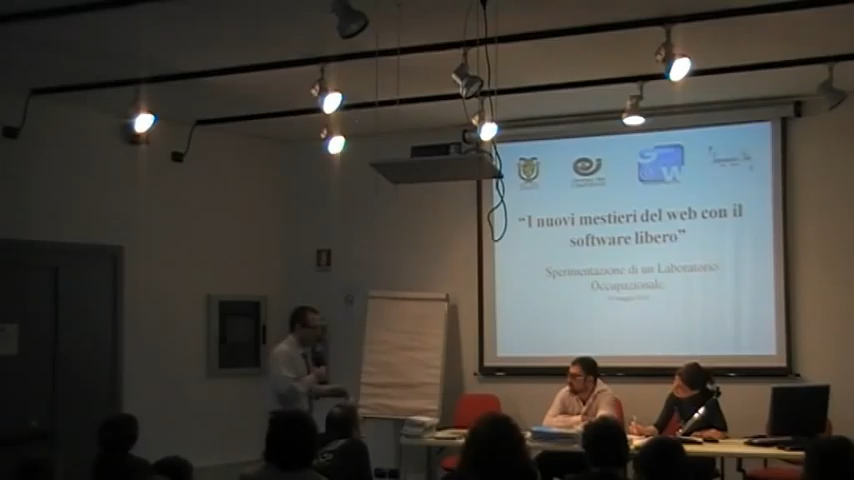 “I nuovi mestieri del web con il
software libero”
Sperimentazione di un Laboratorio
Occupazionale